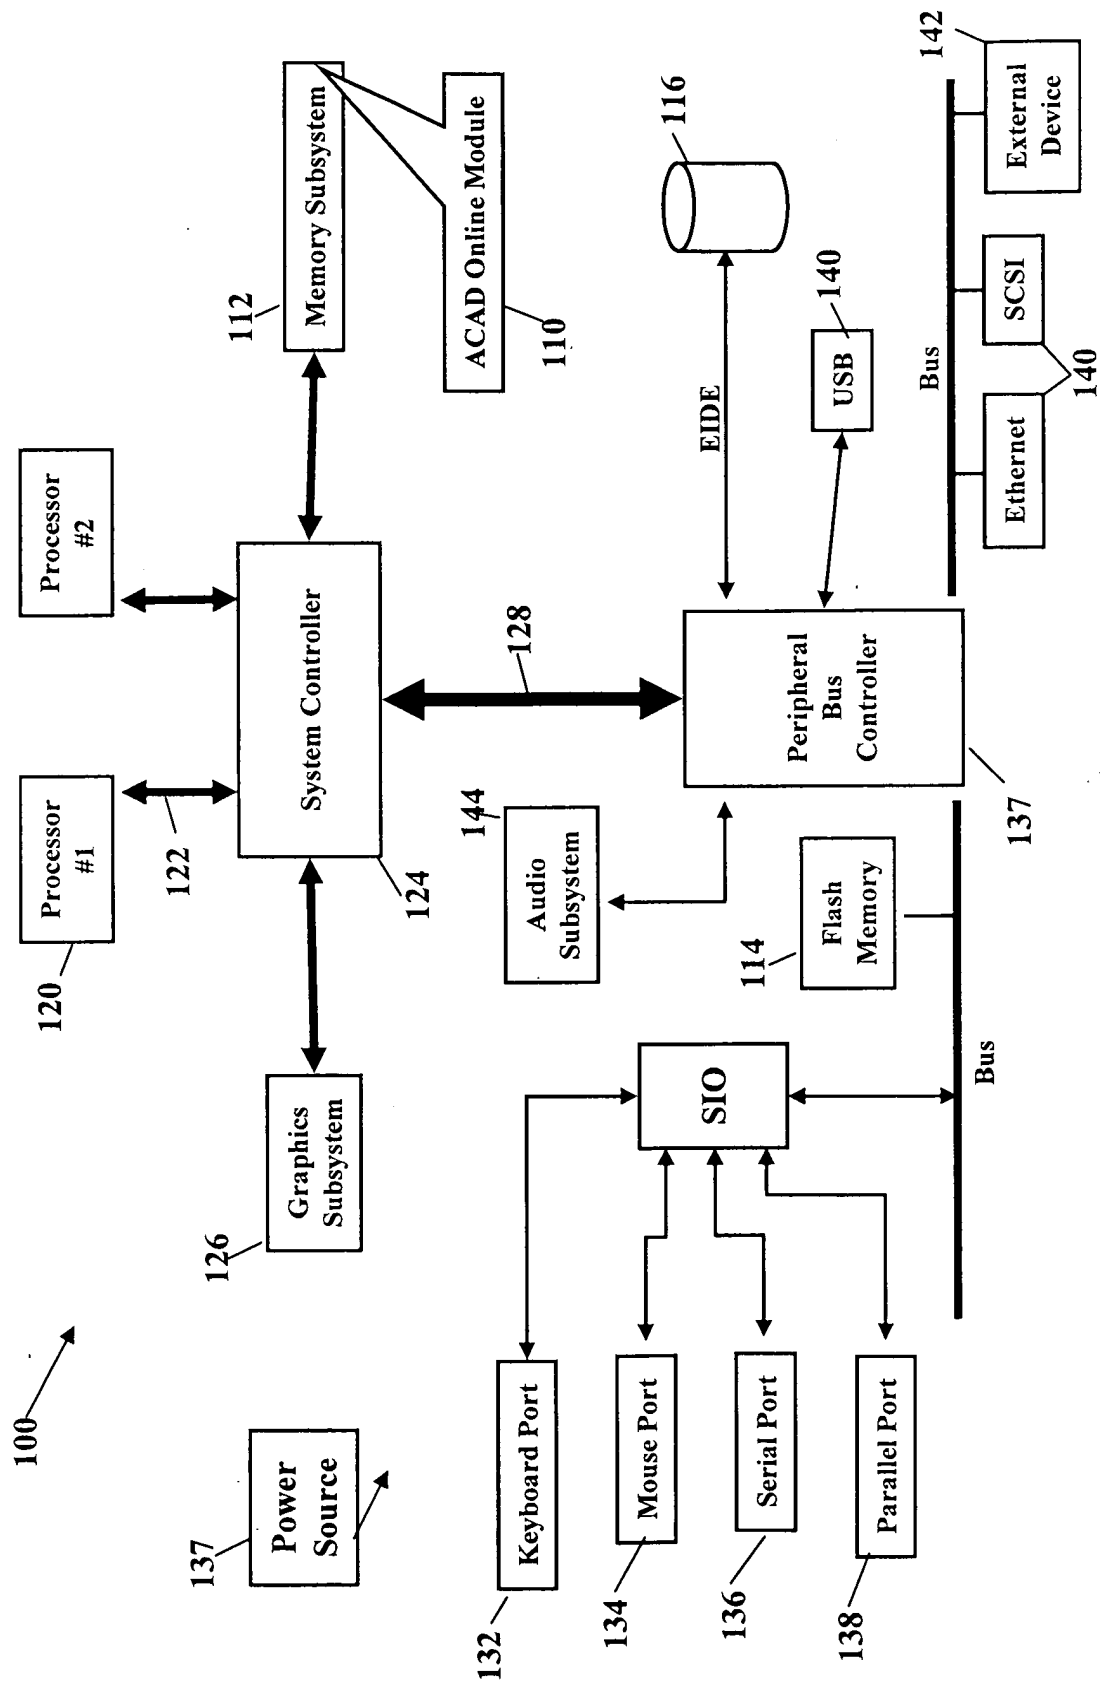 100
Power
Source
137
120
Processor
#1
Processor
#2
122
126
Graphics
Subsystem
System Controller
124
112
Memory Subsystem
ACAD Online Module
110
128
144
Audio
Subsystem
EIDE
116
132
Keyboard Port
134
Mouse Port
136
Serial Port
138
Parallel Port
SIO
114
Flash
Memory
Peripheral
Bus
Controller
137
USB
140
Bus
Bus
Ethernet
SCSI
140
External
Device
142